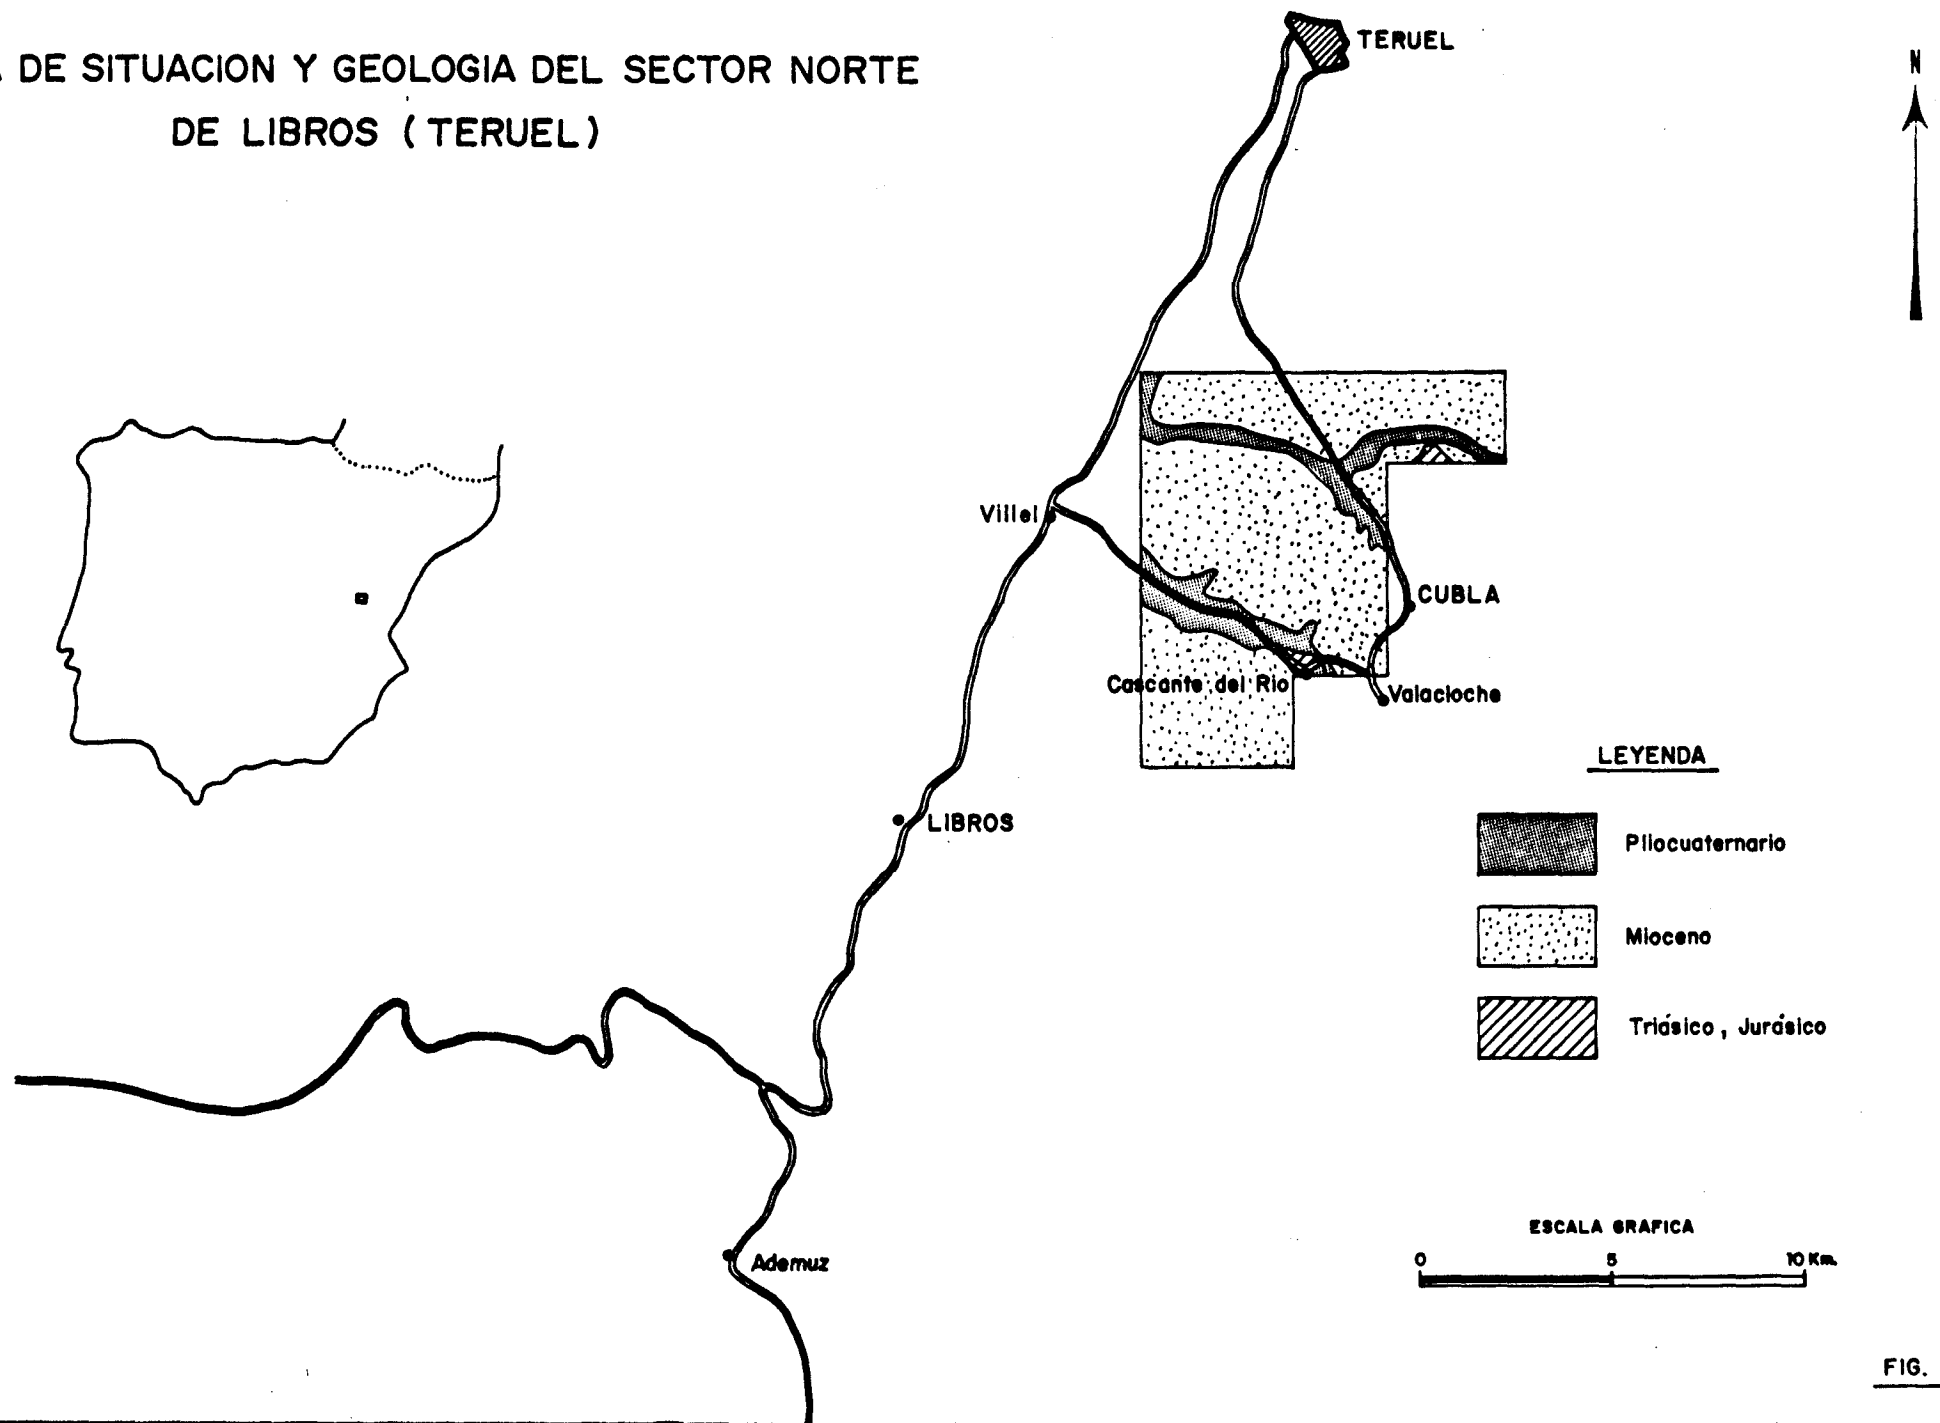 DE SITUACION Y GEOLOGIA DEL SECTOR NORTE
DE LIBROS (TERUEL)
TERUEL
N
Villel
CUBLA
Cascante del Rio
Valacloche
LIBROS
LEYENDA
Pliocuaternario
Mioceno
Triásico, Jurásico
ESCALA GRAFICA
0 5 10 Km.
Ademuz
FIG.